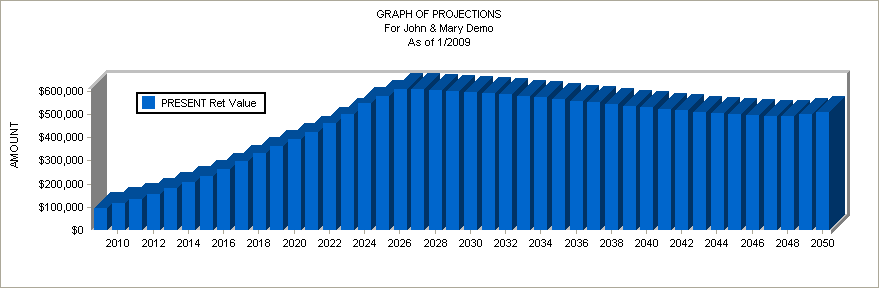 GRAPH OF PROJECTIONS
For John & Mary Demo
As of 1/2009
AMOUNT
$600,000
$500,000
$400,000
$300,000
$200,000
$100,000
$0
PRESENT Ret Value
2010 2012 2014 2016 2018 2020 2022 2024 2026 2028 2030 2032 2034 2036 2038 2040 2042 2044 2046 2048 2050